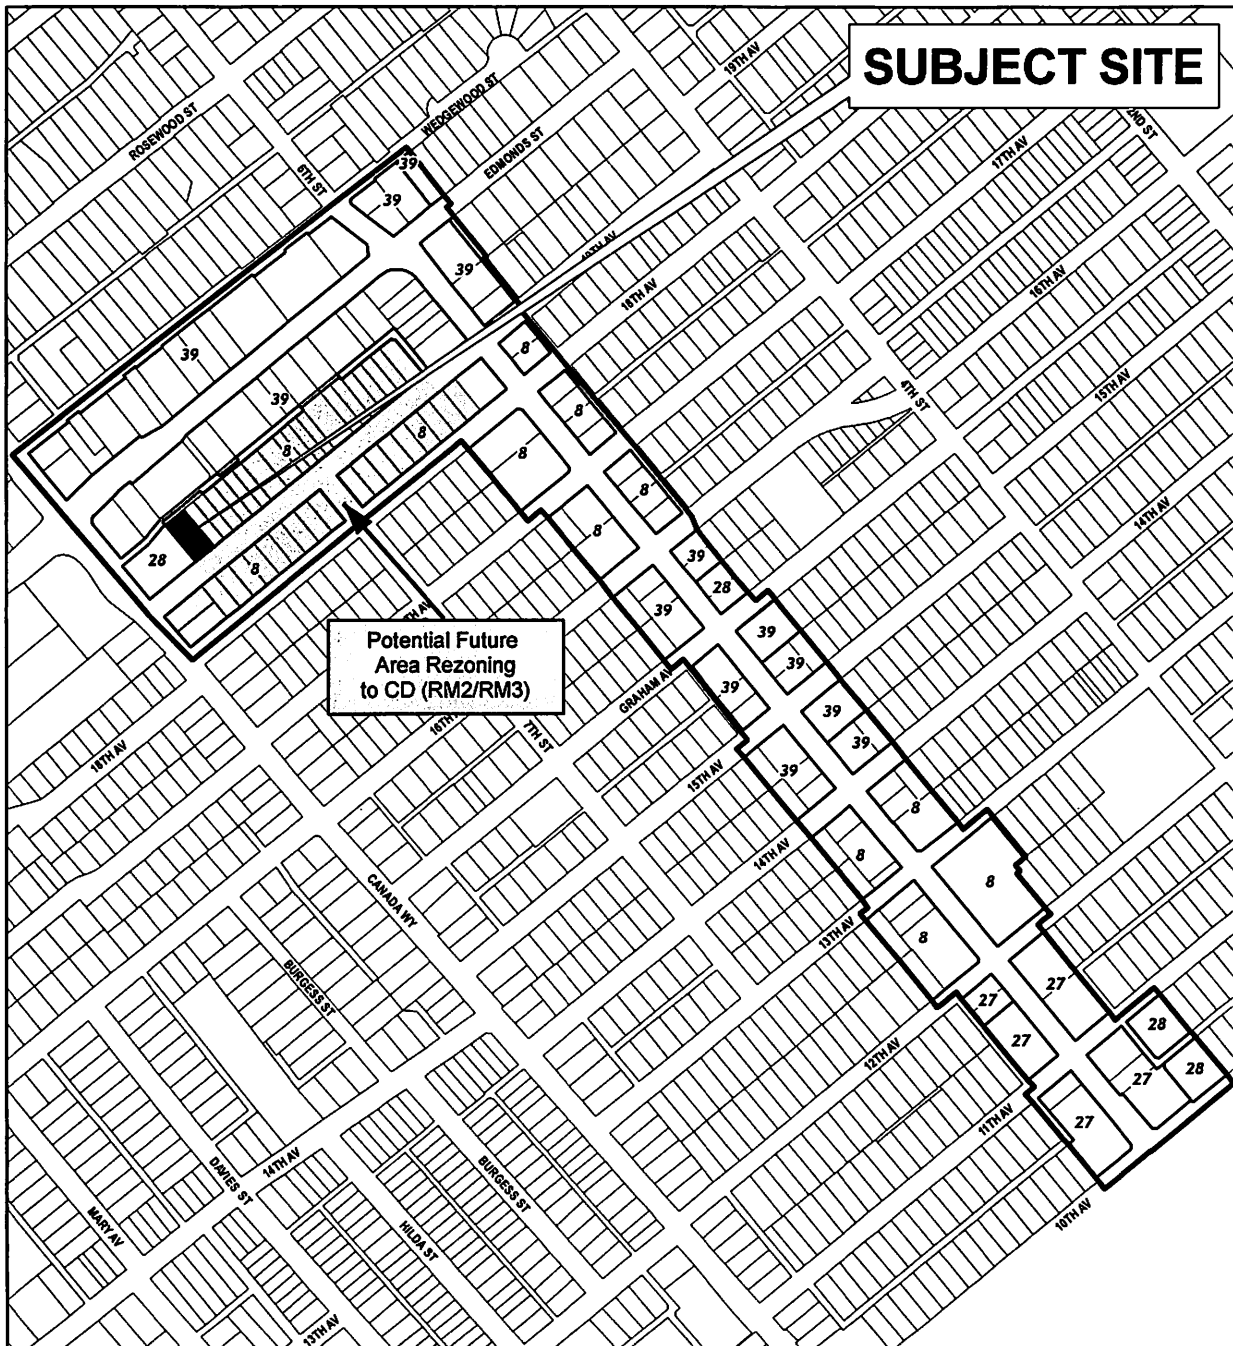 SUBJECT SITE
19TH AV
2ND ST
WEDGEWOOD ST
ROSEWOOD ST
EDMONDS ST
17TH AV
6TH ST
39
39
39
18TH AV
16TH AV
39
8
39
8
4TH ST
15TH AV
8
8
8
8
8
14TH AV
28
8
39
28
Potential Future
Area Rezoning
to CD (RM2/RM3)
39
39
39
GRAHAM AV
39
39
39
7TH ST
18TH AV
15TH AV
39
8
14TH AV
8
8
CANADA WY
13TH AV
8
BURGESS ST
27
27
28
27
12TH AV
27
28
11TH AV
27
14TH AV
DAVIES ST
BURGESS ST
MARY AV
HILDA ST
10TH AV
13TH AV